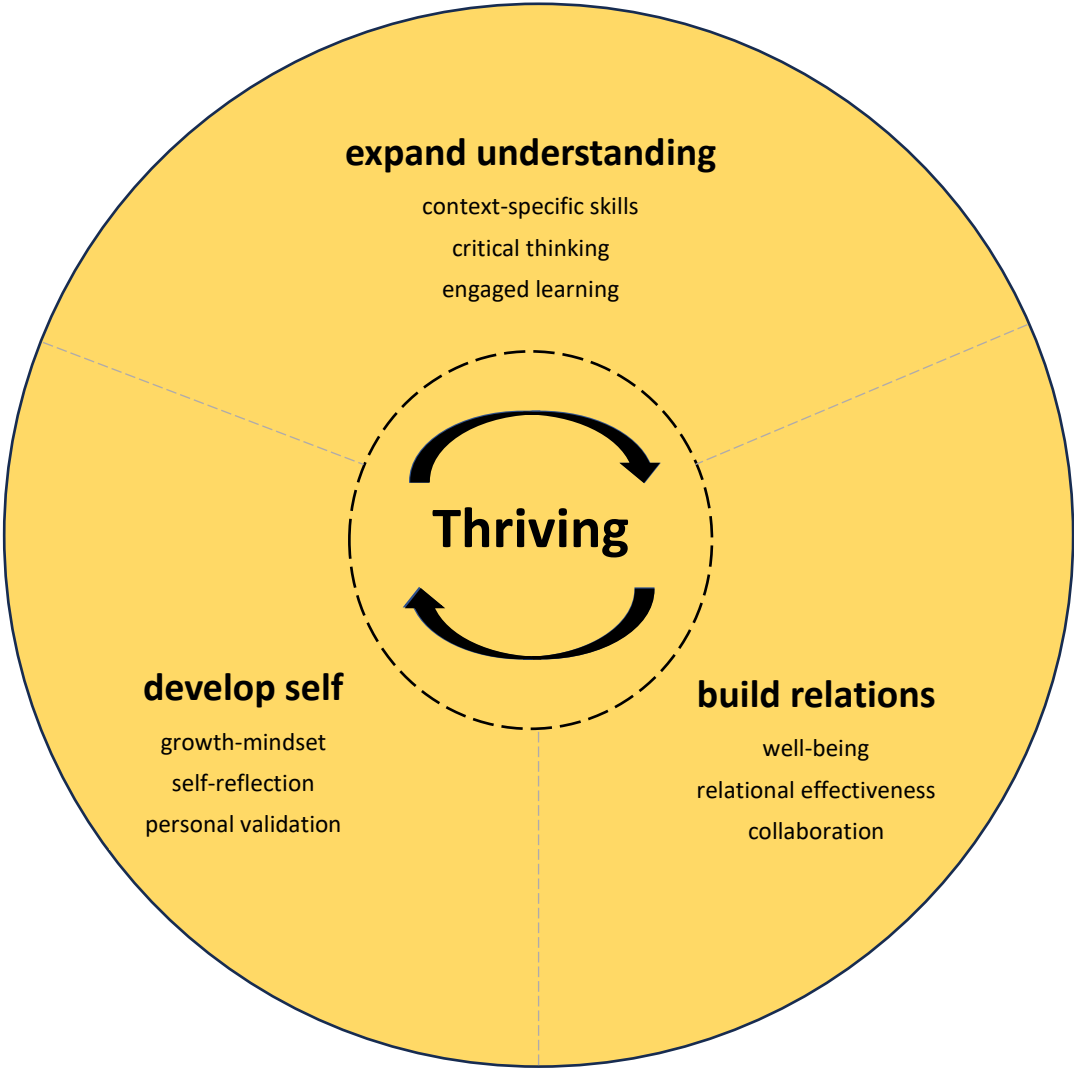 expand understanding
context-specific skills
critical thinking
engaged learning
Thriving
develop self
growth-mindset
self-reflection
personal validation
build relations
well-being
relational effectiveness
collaboration